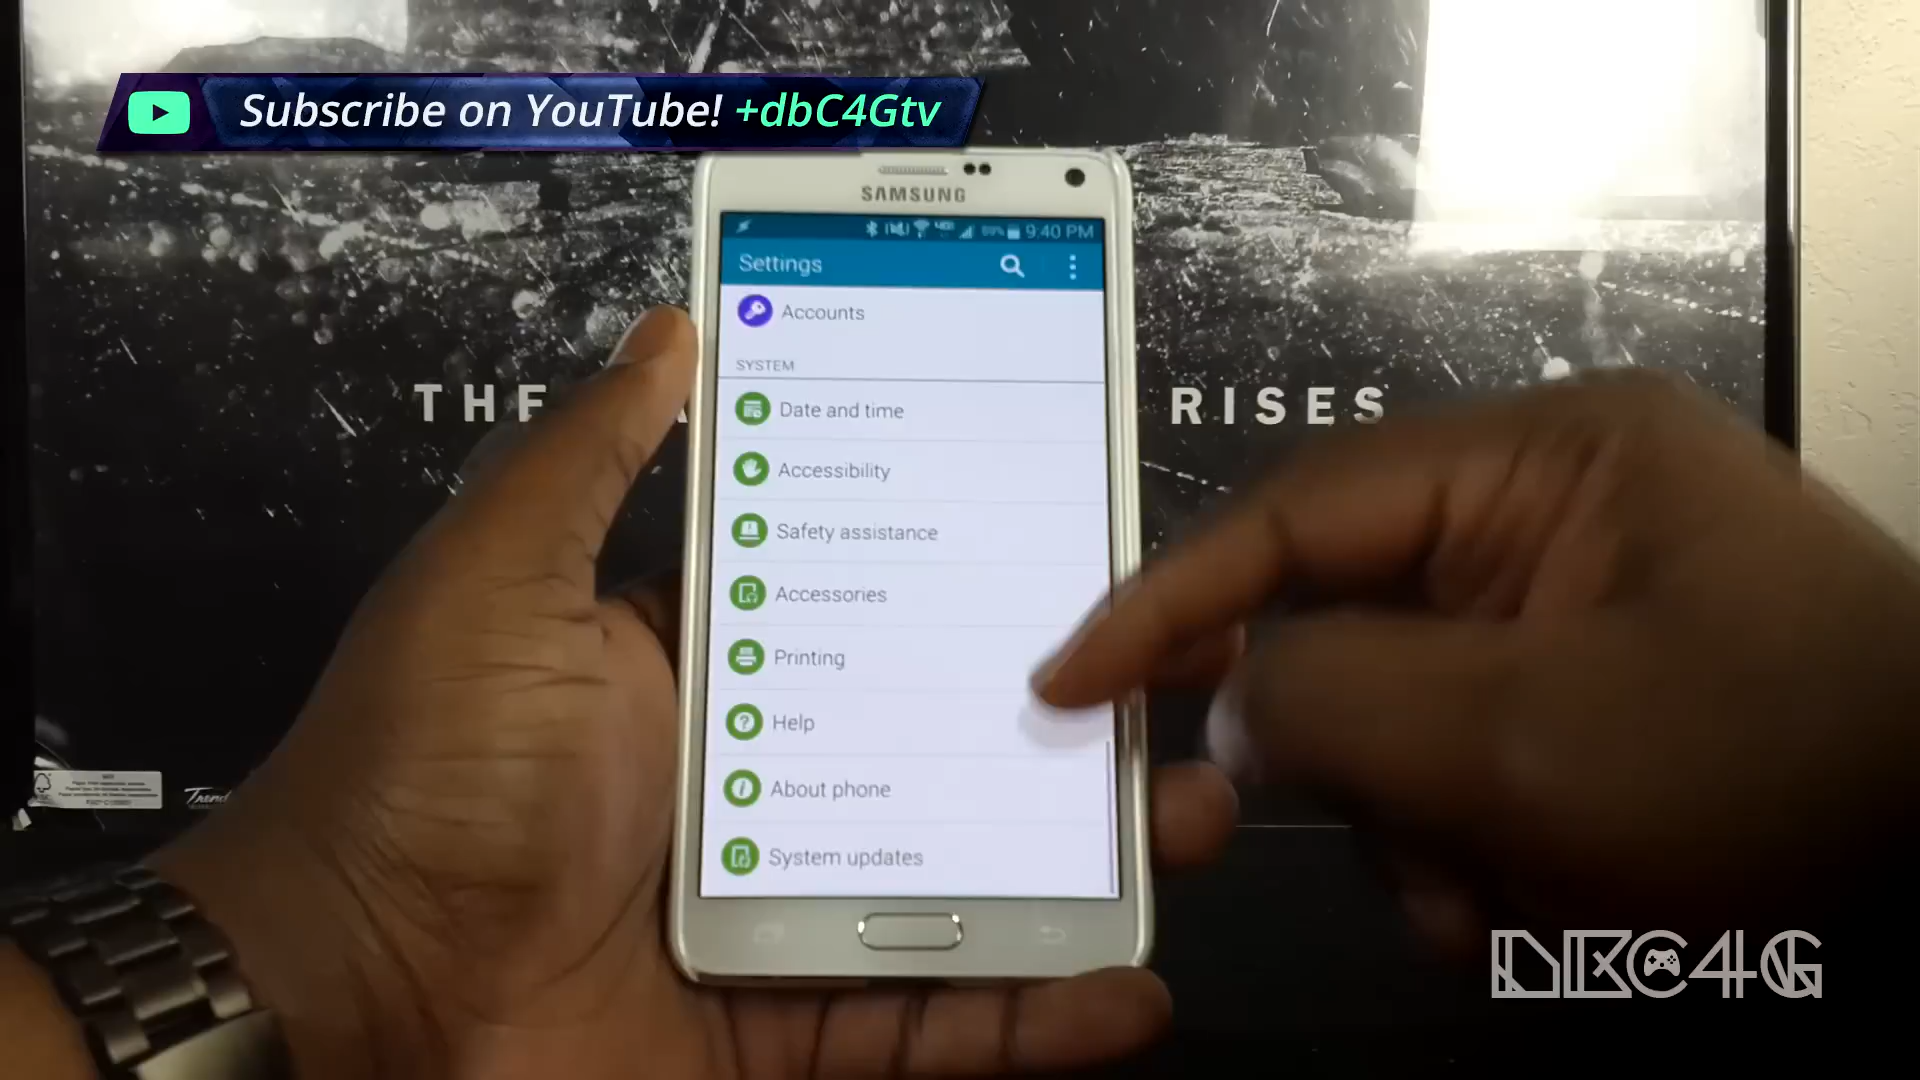 Subscribe on YouTube! +dbC4Gtv
SAMSUNG
9:40 PM
Settings
Accounts
SYSTEM
THE RISES
Date and time
Accessibility
Safety assistance
Accessories
Printing
Help
About phone
System updates
Trend
DBC4G